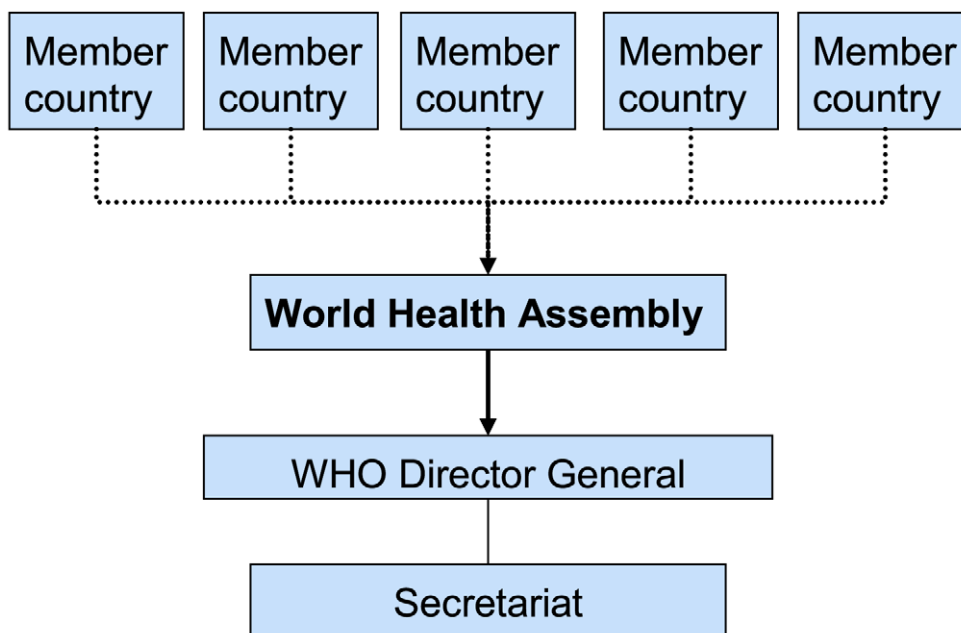 Member
country
Member
country
Member
country
Member
country
Member
country
World Health Assembly
WHO Director General
Secretariat